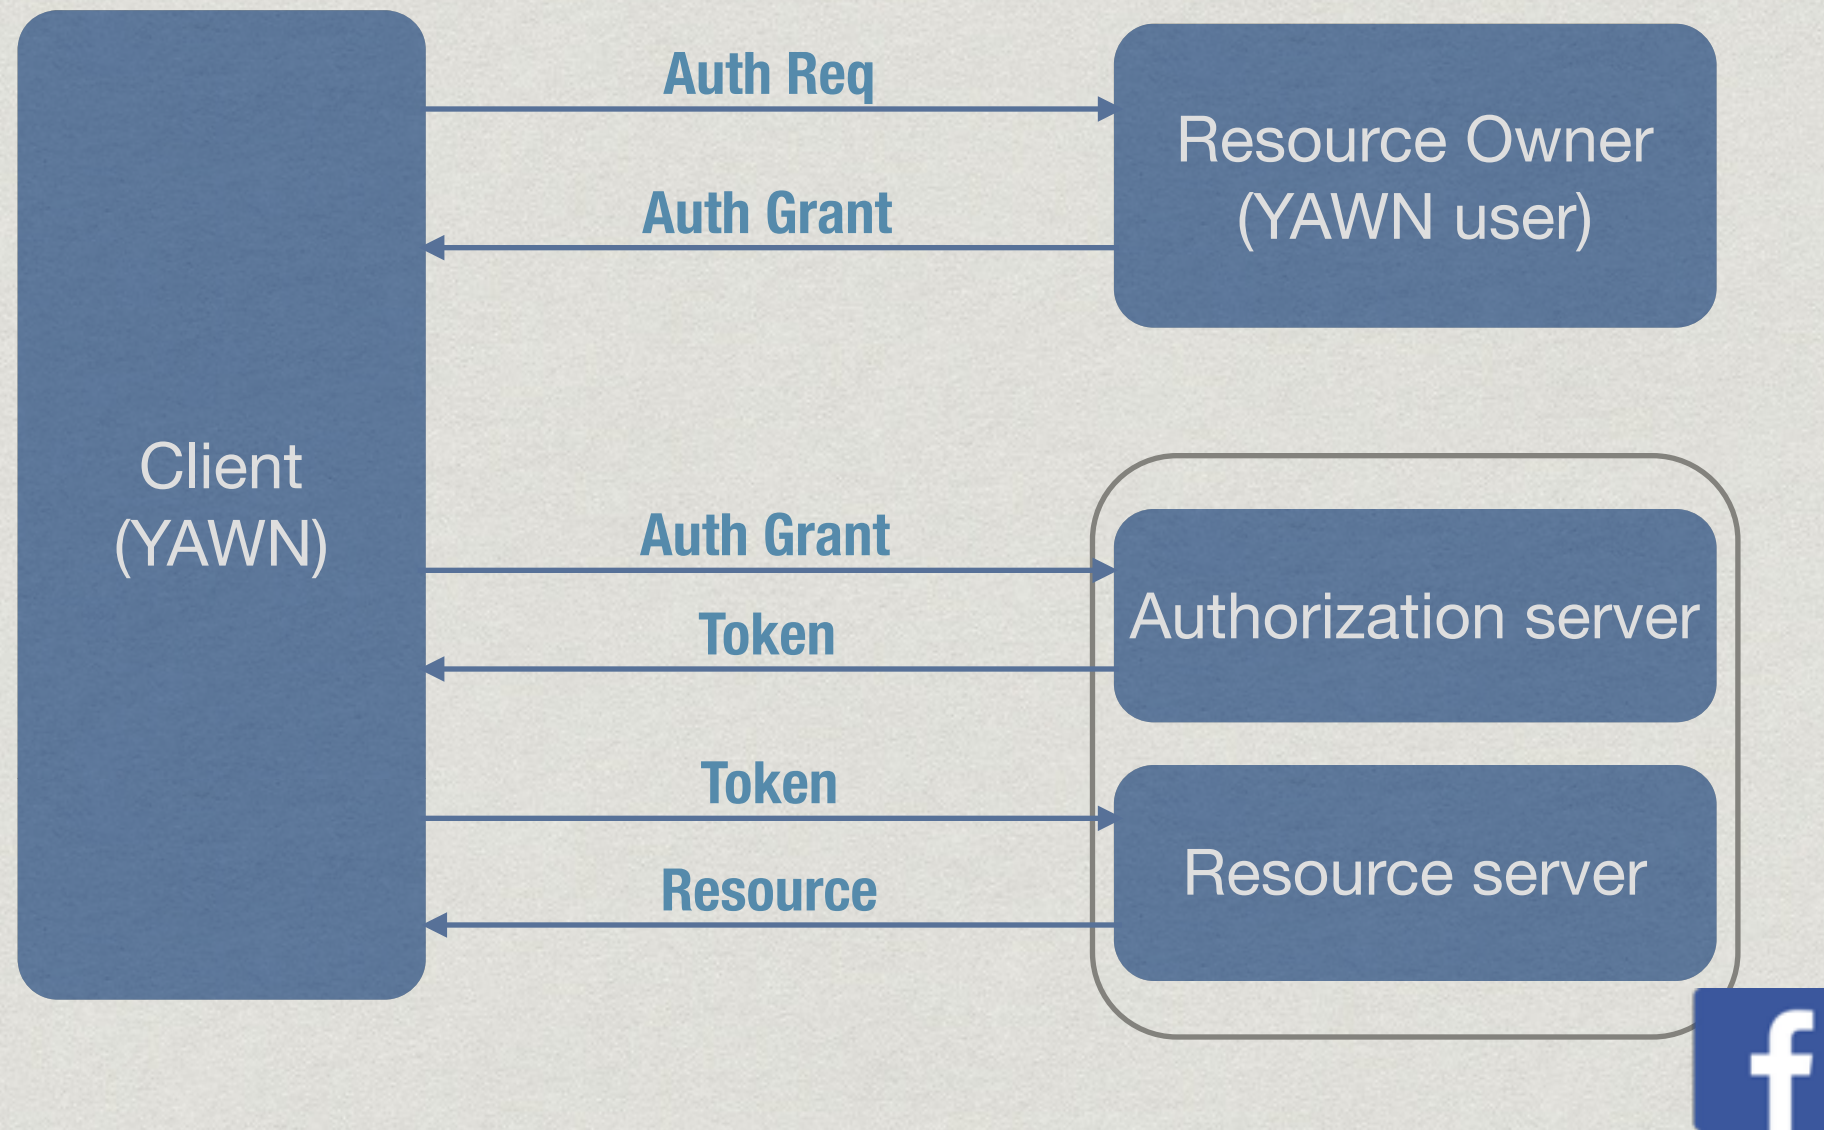 Auth Req
Resource Owner
(YAWN user)
Auth Grant
Client
(YAWN)
Auth Grant
Authorization server
Token
Token
Resource server
Resource
f